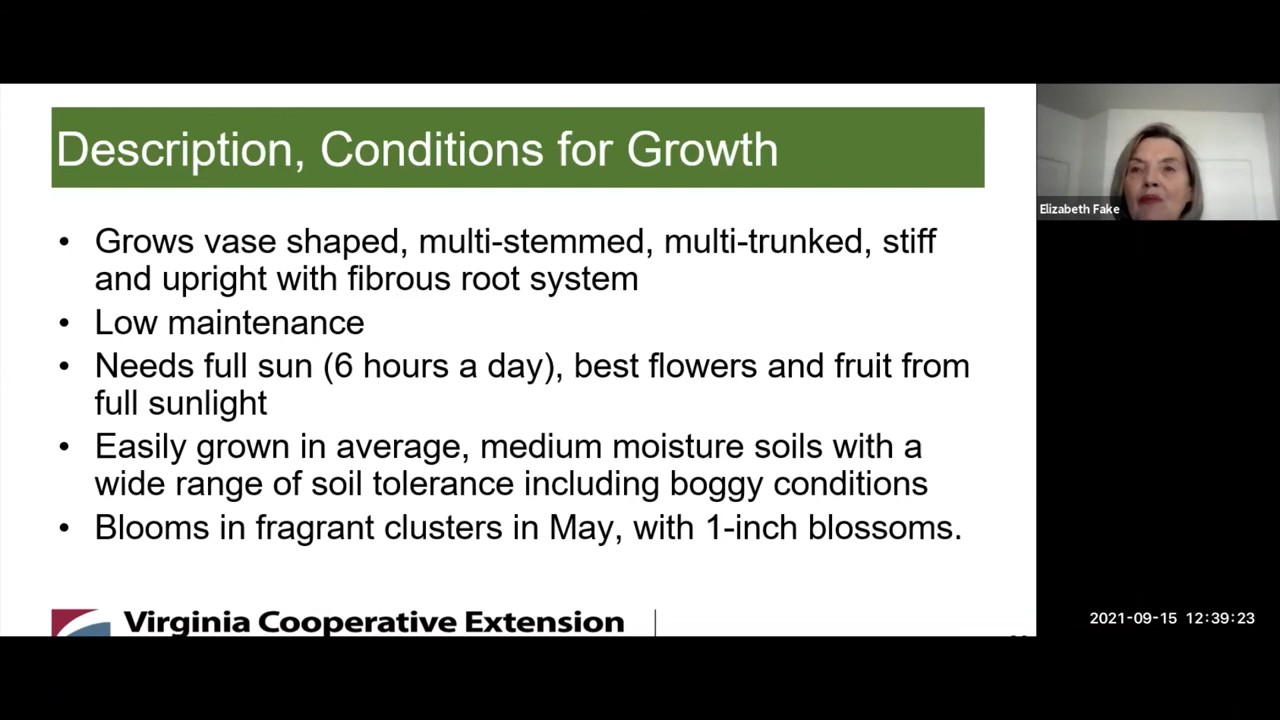 Description, Conditions for Growth
• Grows vase shaped, multi-stemmed, multi-trunked, stiff
and upright with fibrous root system
• Low maintenance
• Needs full sun (6 hours a day), best flowers and fruit from
full sunlight
• Easily grown in average, medium moisture soils with a
wide range of soil tolerance including boggy conditions
• Blooms in fragrant clusters in May, with 1-inch blossoms.
Virginia Cooperative Extension
Elizabeth Fake
2021-09-15 12:39:23